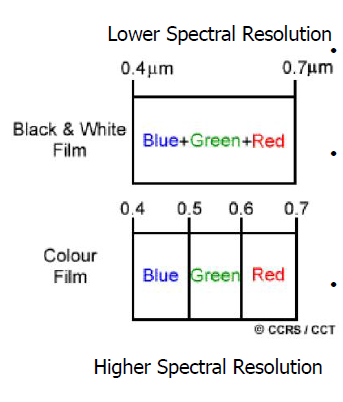 Lower Spectral Resolution
0.4μm 0.7μm
Black & White
Film
Blue+Green+Red
0.4 0.5 0.6 0.7
Colour
Film
Blue Green Red
© CCRS / CCT
Higher Spectral Resolution